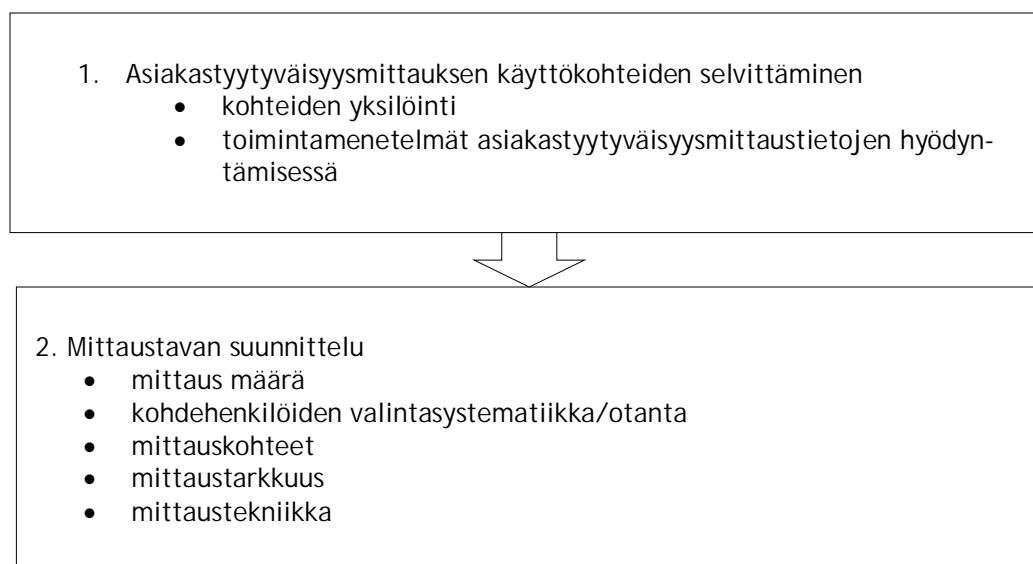 1. Asiakastyytyväisyysmittauksen käyttökohteiden selvittäminen
• kohteiden yksilöinti
• toimintamenetelmät asiakastyytyväisyysmittaustietojen hyödyn-
tämisessä
2. Mittaustavan suunnittelu
• mittaus määrä
• kohdehenkilöiden valintasystematiikka/otanta
• mittauskohteet
• mittaustarkkuus
• mittaustekniikka